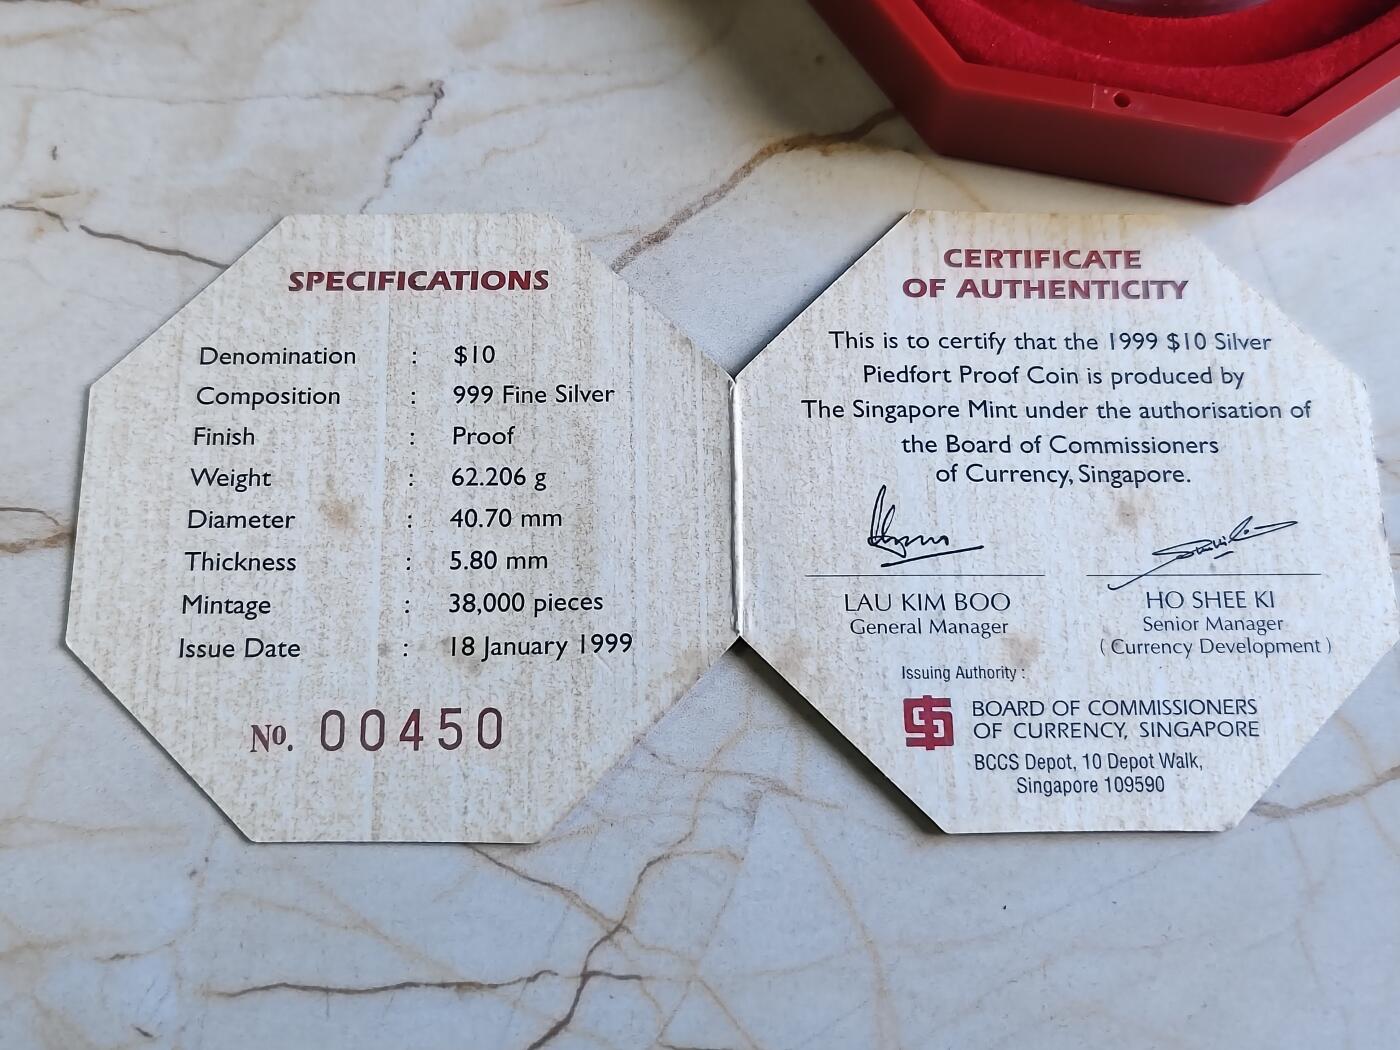 SPECIFICATIONS
Denomination : $10
Composition : 999 Fine Silver
Finish : Proof
Weight : 62.206 g
Diameter : 40.70 mm
Thickness : 5.80 mm
Mintage : 38,000 pieces
Issue Date : 18 January 1999
No. 00450
CERTIFICATE
OF AUTHENTICITY
This is to certify that the 1999 $10 Silver
Piedfort Proof Coin is produced by
The Singapore Mint under the authorisation of
the Board of Commissioners
of Currency, Singapore.
LAU KIM BOO
General Manager
HO SHEE KI
Senior Manager
( Currency Development )
Issuing Authority :
BOARD OF COMMISSIONERS
OF CURRENCY, SINGAPORE
BCCS Depot, 10 Depot Walk,
Singapore 109590